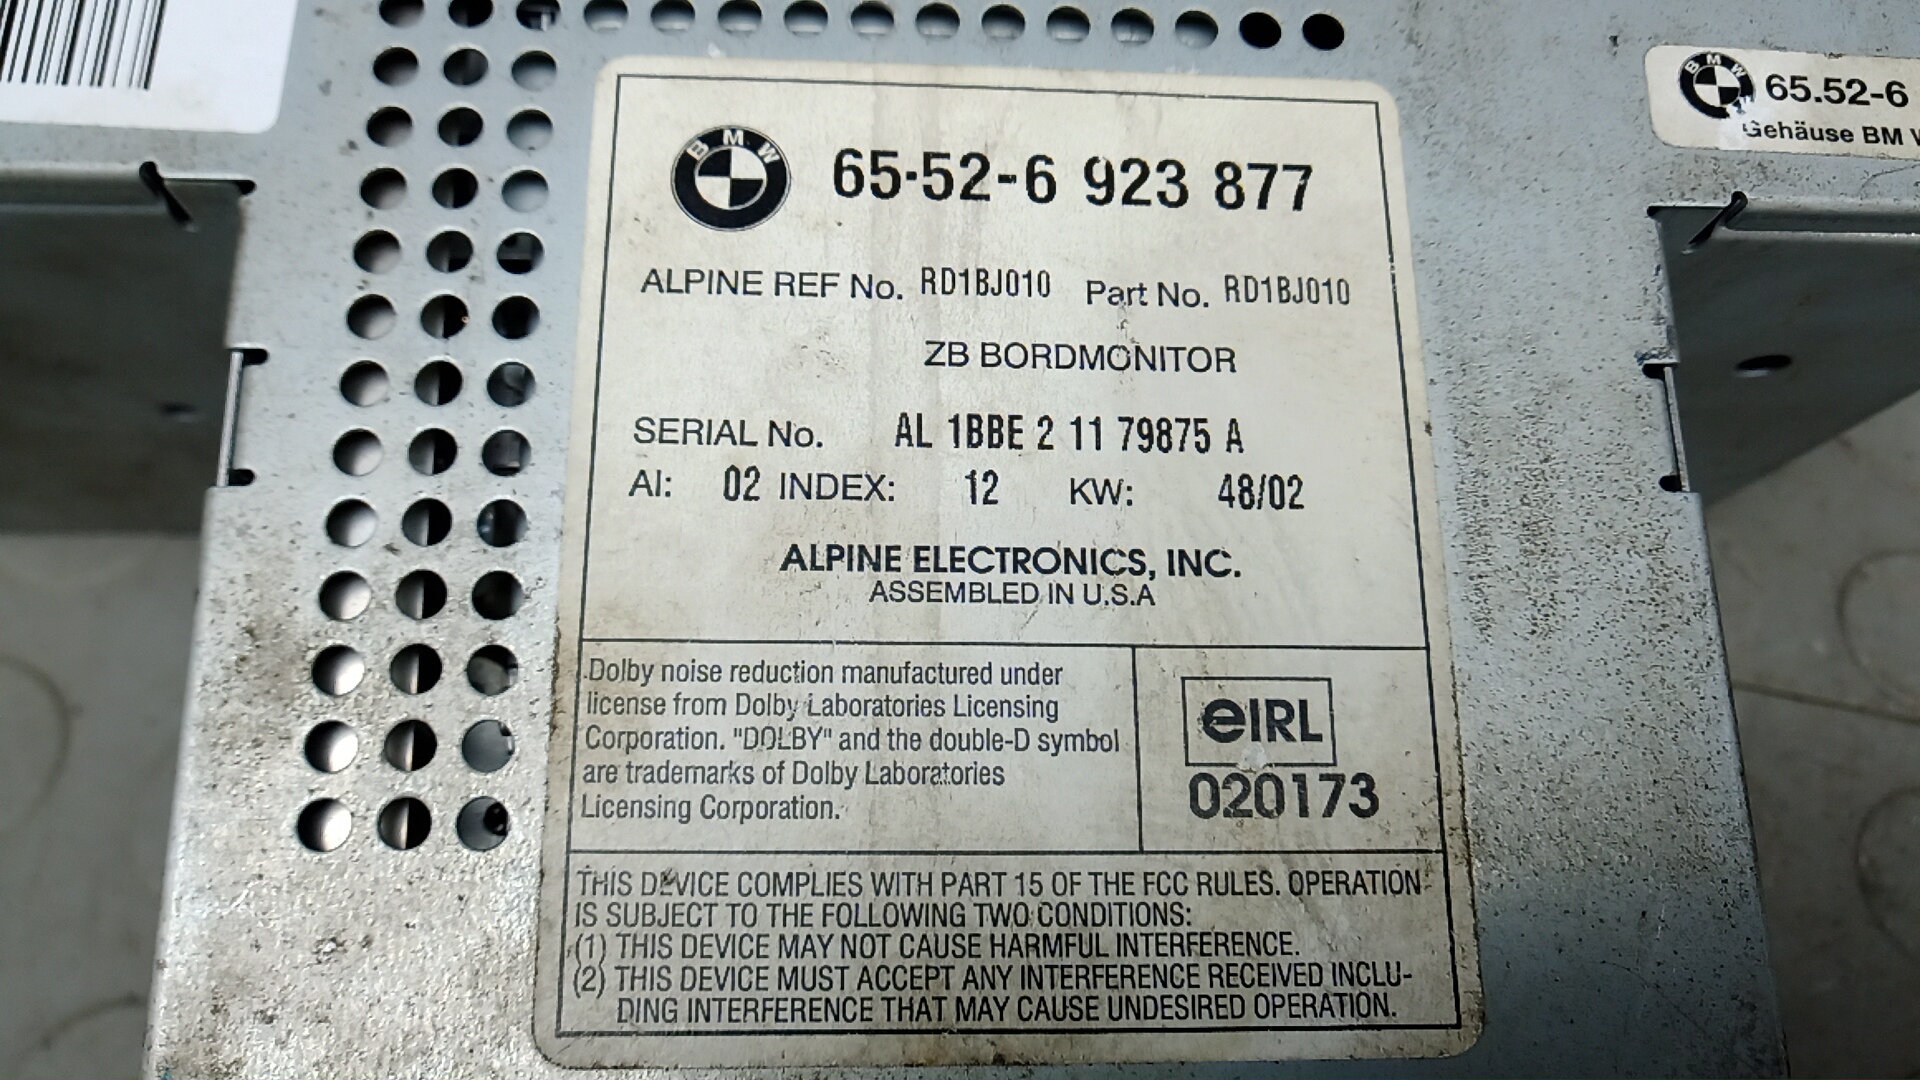 BMW
65.52-6
Gehäuse BM
BMW
65-52-6 923 877
ALPINE REF No. RD1BJ010 Part No. RD1BJ010
ZB BORDMONITOR
SERIAL No. AL 1BBE 2 11 79875 A
AI: 02 INDEX: 12 KW: 48/02
ALPINE ELECTRONICS, INC.
ASSEMBLED IN U.S.A
Dolby noise reduction manufactured under
license from Dolby Laboratories Licensing
Corporation. "DOLBY" and the double-D symbol
are trademarks of Dolby Laboratories
Licensing Corporation.
eIRL
020173
THIS DEVICE COMPLIES WITH PART 15 OF THE FCC RULES. OPERATION
IS SUBJECT TO THE FOLLOWING TWO CONDITIONS:
(1) THIS DEVICE MAY NOT CAUSE HARMFUL INTERFERENCE.
(2) THIS DEVICE MUST ACCEPT ANY INTERFERENCE RECEIVED INCLU-
DING INTERFERENCE THAT MAY CAUSE UNDESIRED OPERATION.